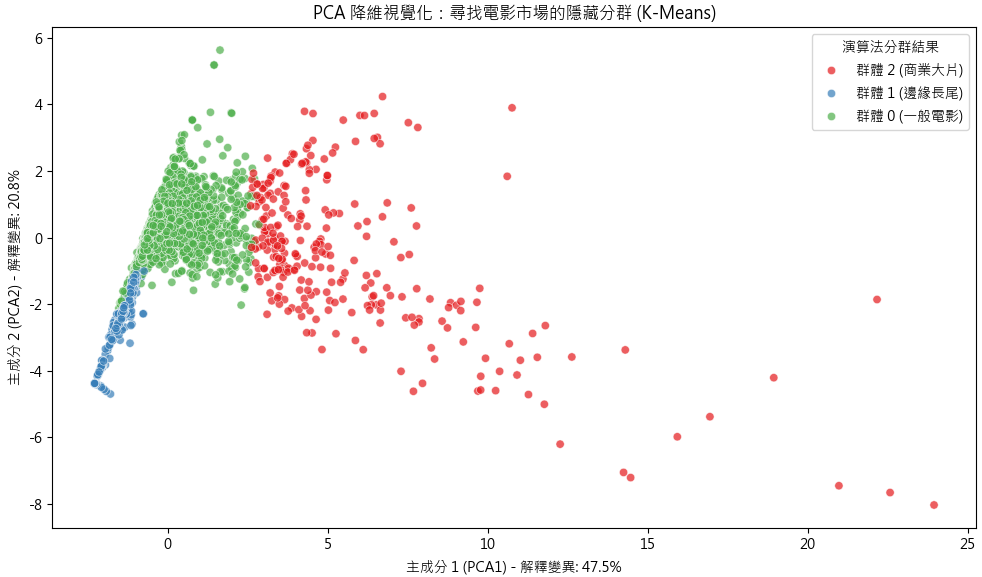 PCA 降維視覺化：尋找電影市場的隱藏分群 (K-Means)
演算法分群結果
群體 2 (商業大片)
群體 1 (邊緣長尾)
群體 0 (一般電影)
主成分 2 (PCA2) - 解釋變異: 20.8%
6
4
2
0
-2
-4
-6
-8
0
5
10
15
20
25
主成分 1 (PCA1) - 解釋變異: 47.5%